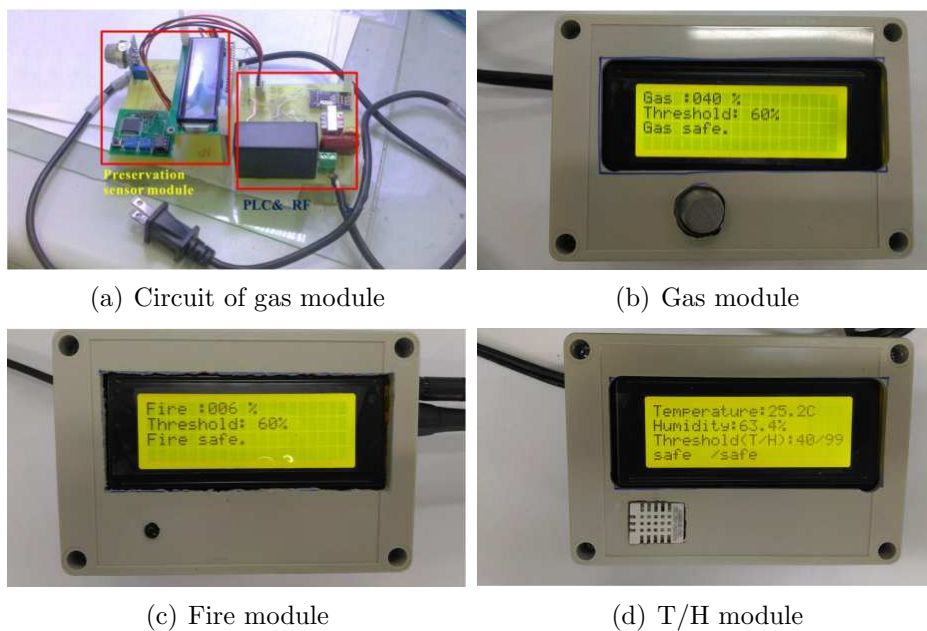 Preservation
sensor module
PLC& RF
(a) Circuit of gas module
Gas :040 %
Threshold: 60%
Gas safe.
(b) Gas module
Fire :006 %
Threshold: 60%
Fire safe.
(c) Fire module
Temperature:25.2C
Humidity:63.4%
Threshold(T/H):40/99
safe /safe
(d) T/H module